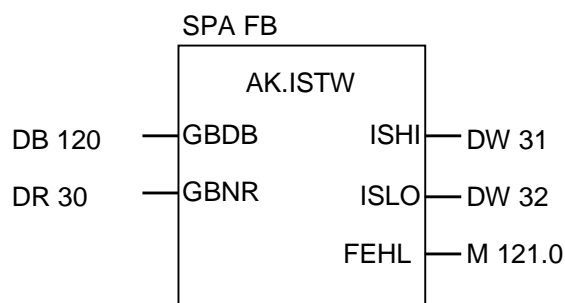 SPA FB
AK.ISTW
DB 120 GBDB ISHI DW 31
DR 30 GBNR ISLO DW 32
FEHL M 121.0